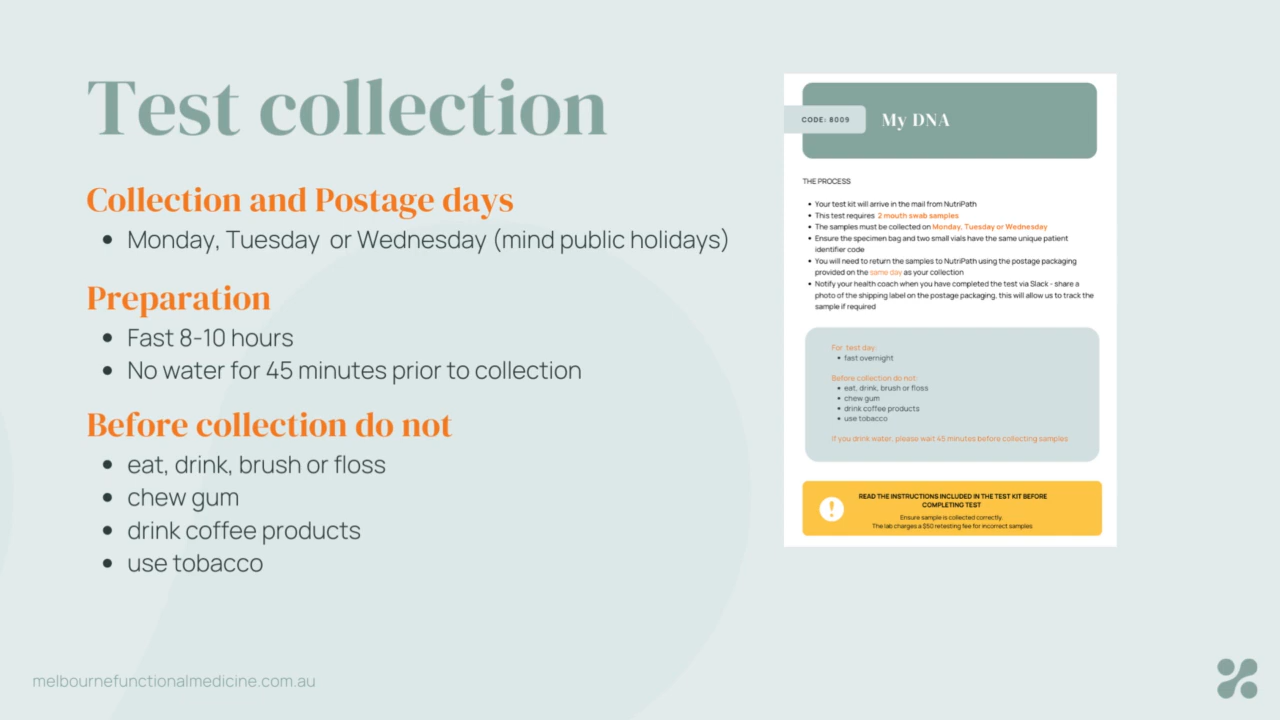 Test collection
Collection and Postage days
• Monday, Tuesday or Wednesday (mind public holidays)
Preparation
• Fast 8-10 hours
• No water for 45 minutes prior to collection
Before collection do not
• eat, drink, brush or floss
• chew gum
• drink coffee products
• use tobacco
melbournefunctionalmedicine.com.au
CODE: 8009
My DNA
THE PROCESS
• Your test kit will arrive in the mail from NutriPath
• This test requires 2 mouth swab samples
• The samples must be collected on Monday, Tuesday or Wednesday
• Ensure the specimen bag and two small vials have the same unique patient
identifier code
• You will need to return the samples to NutriPath using the postage packaging
provided on the same day as your collection
• Notify your health coach when you have completed the test via Slack - share a
photo of the shipping label on the postage packaging, this will allow us to track the
sample if required
For test day:
• fast overnight
Before collection do not:
• eat, drink, brush or floss
• chew gum
• drink coffee products
• use tobacco
If you drink water, please wait 45 minutes before collecting samples
READ THE INSTRUCTIONS INCLUDED IN THE TEST KIT BEFORE
COMPLETING TEST
Ensure sample is collected correctly.
The lab charges a $50 retesting fee for incorrect samples